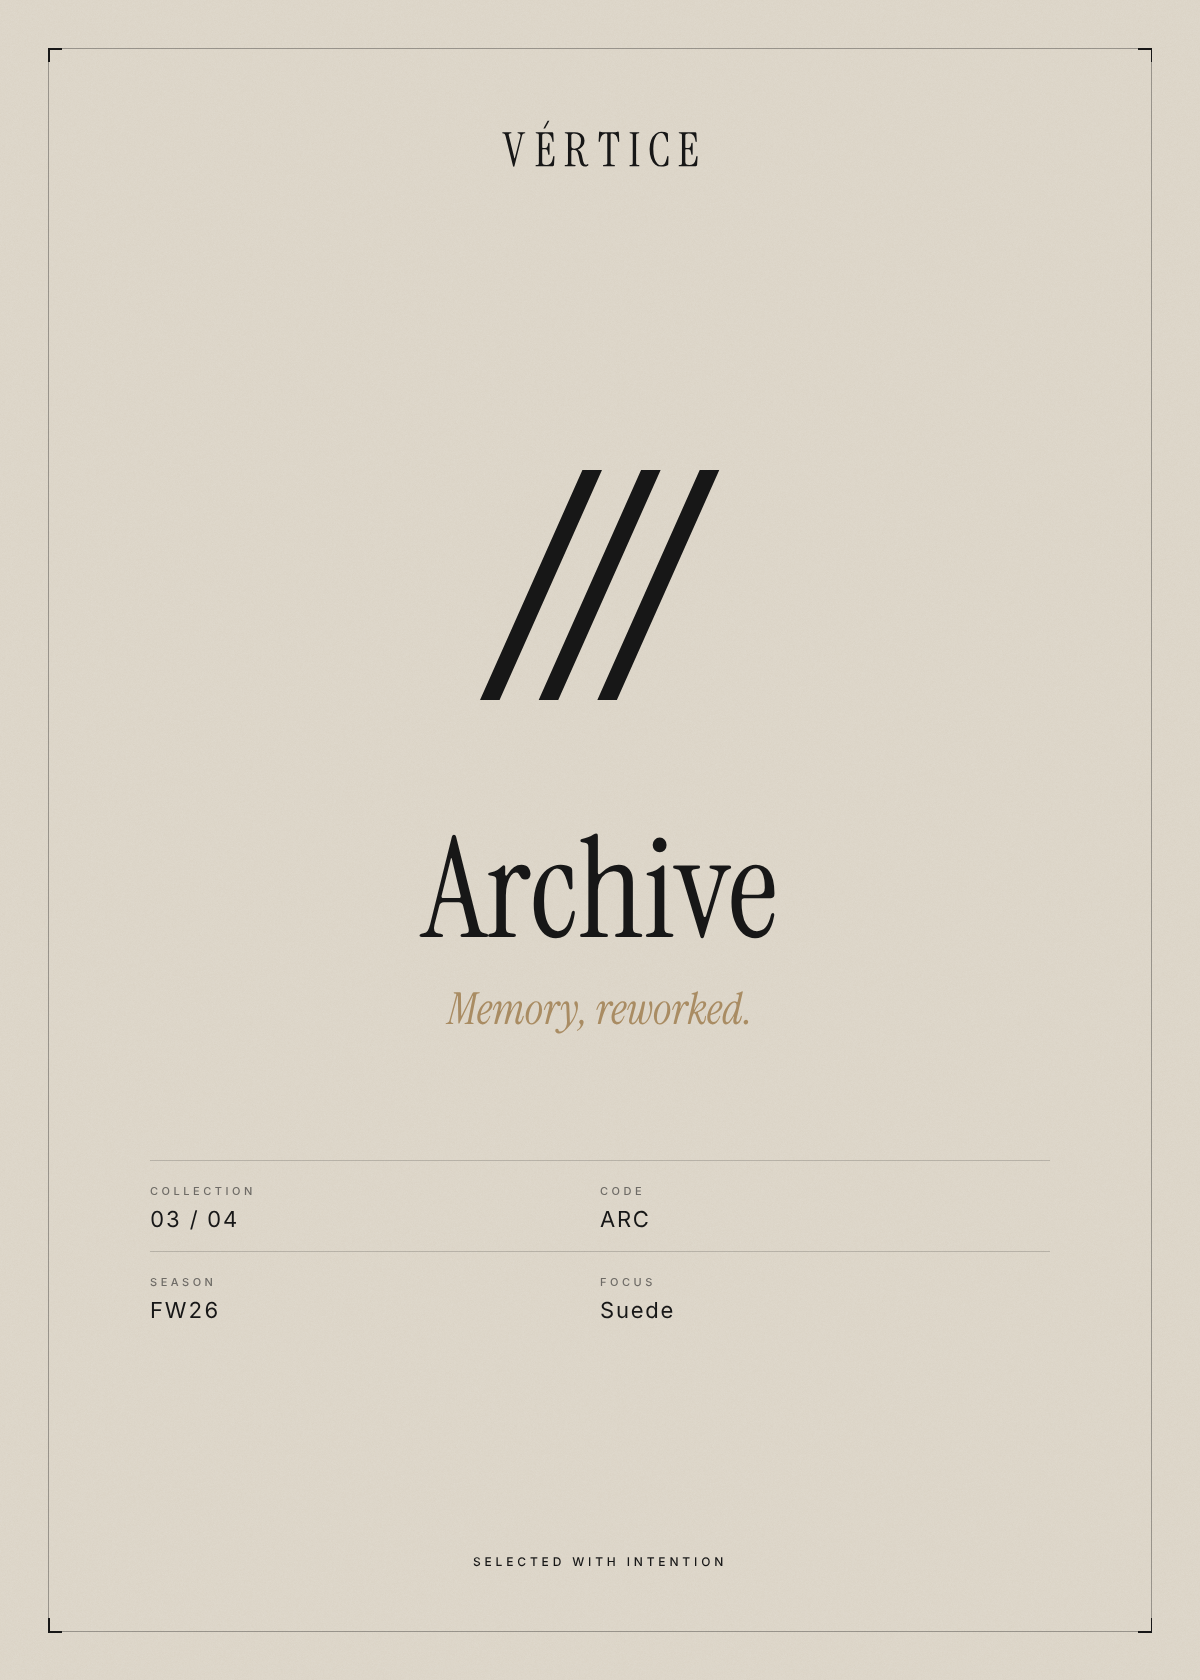 VÉRTICE
Archive
Memory, reworked.
COLLECTION CODE
03 / 04 ARC
SEASON FOCUS
FW26 Suede
SELECTED WITH INTENTION